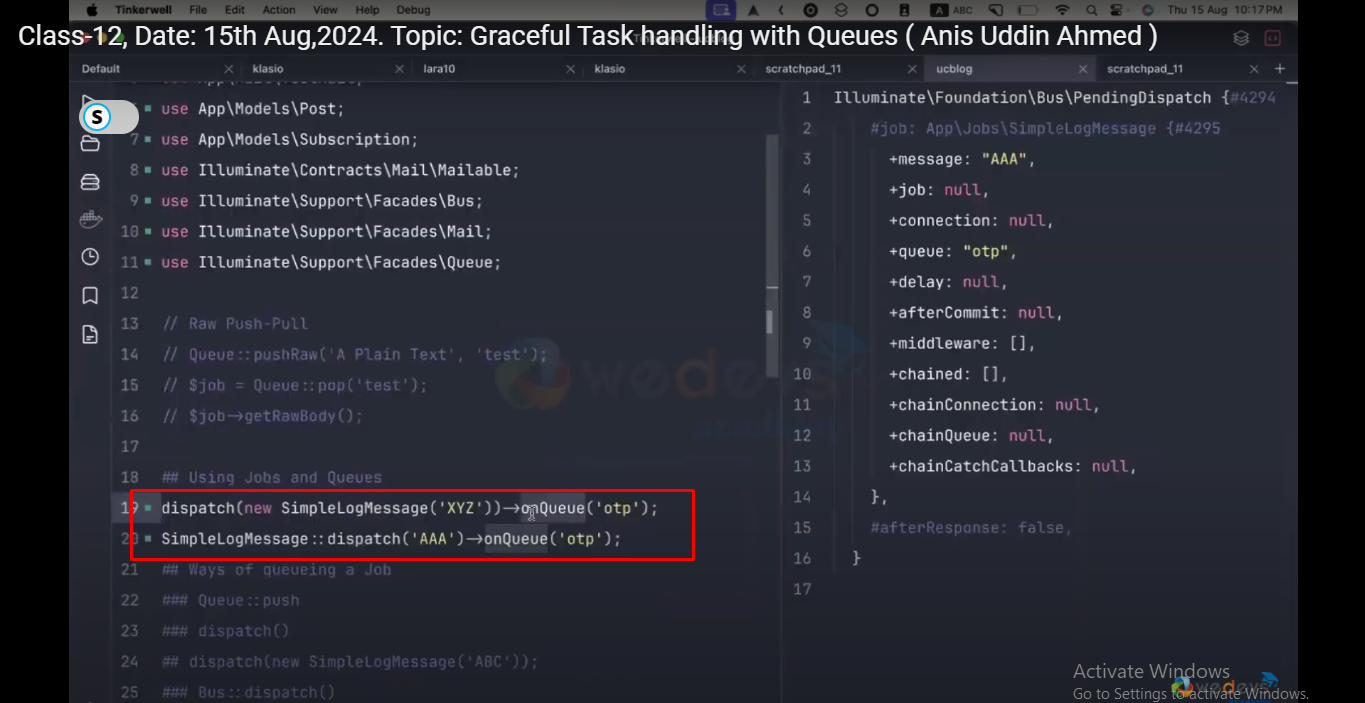 Tinkerwell File Edit Action View Help Debug
A ABC Thu 15 Aug 10:17 PM
Class-12, Date: 15th Aug,2024. Topic: Graceful Task handling with Queues ( Anis Uddin Ahmed )
Default klasio lara10 klasio scratchpad_11 ucblog scratchpad_11
S
use App\Models\Post;
7 use App\Models\Subscription;
8 use Illuminate\Contracts\Mail\Mailable;
9 use Illuminate\Support\Facades\Bus;
10 use Illuminate\Support\Facades\Mail;
11 use Illuminate\Support\Facades\Queue;
12
13 // Raw Push-Pull
14 // Queue::pushRaw('A Plain Text', 'test');
15 // $job = Queue::pop('test');
16 // $job→getRawBody();
17
18 ## Using Jobs and Queues
19 dispatch(new SimpleLogMessage('XYZ'))→onQueue('otp');
20 SimpleLogMessage::dispatch('AAA')→onQueue('otp');
21 ## Ways of queueing a Job
22 ### Queue::push
23 ### dispatch()
24 ## dispatch(new SimpleLogMessage('ABC'));
25 ### Bus::dispatch()
1 Illuminate\Foundation\Bus\PendingDispatch {#4294
2 #job: App\Jobs\SimpleLogMessage {#4295
3 +message: "AAA",
4 +job: null,
5 +connection: null,
6 +queue: "otp",
7 +delay: null,
8 +afterCommit: null,
9 +middleware: [],
10 +chained: [],
11 +chainConnection: null,
12 +chainQueue: null,
13 +chainCatchCallbacks: null,
14 },
15 #afterResponse: false,
16 }
17
wedevs
Activate Windows
Go to Settings to activate Windows.
wedevs